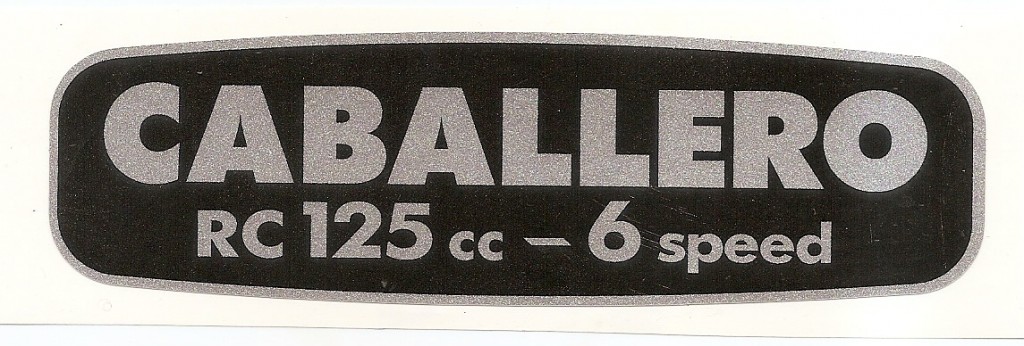 CABALLERO
RC 125 cc – 6 speed